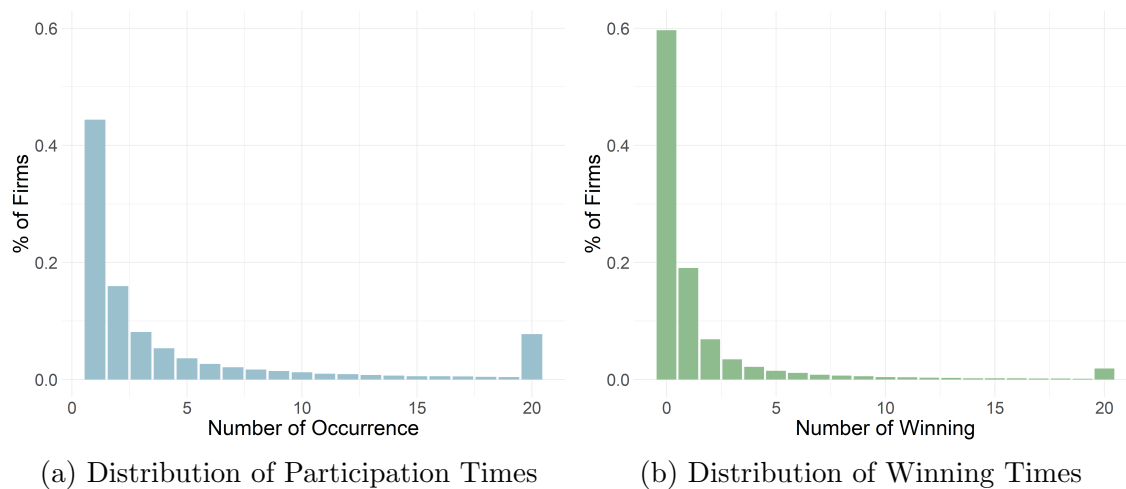 % of Firms
0.6
0.4
0.2
0.0
0 5 10 15 20
Number of Occurrence
(a) Distribution of Participation Times
% of Firms
0.6
0.4
0.2
0.0
0 5 10 15 20
Number of Winning
(b) Distribution of Winning Times